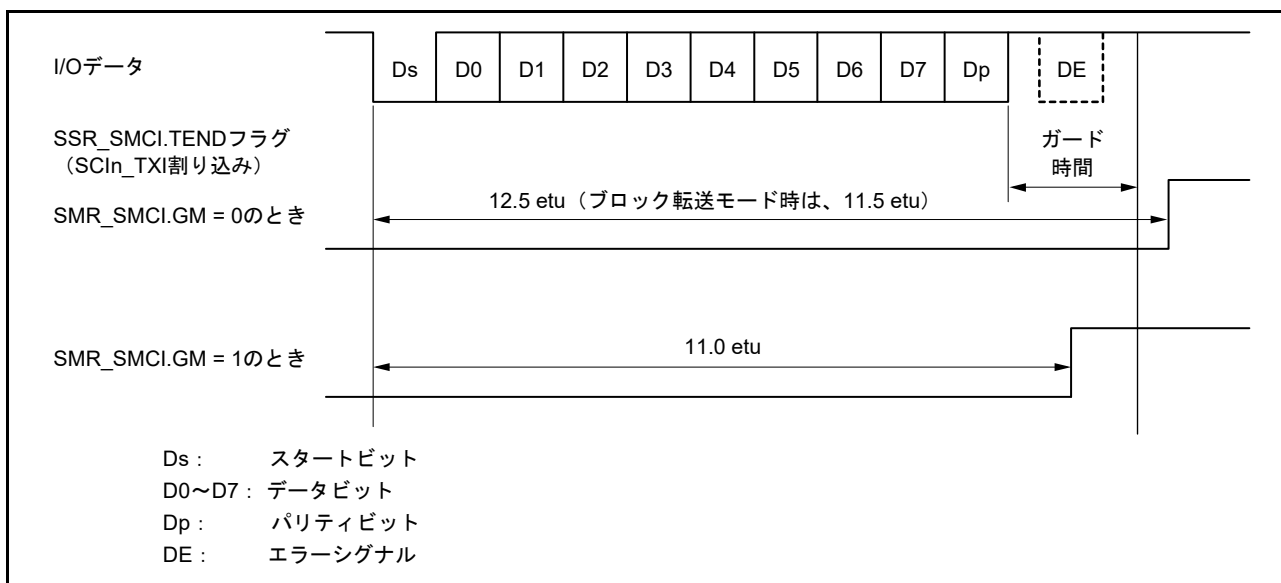 I/Oデータ
Ds D0 D1 D2 D3 D4 D5 D6 D7 Dp DE
SSR_SMCI.TENDフラグ
（SCIn_TXI割り込み）
ガード
時間
SMR_SMCI.GM = 0のとき
12.5 etu（ブロック転送モード時は、11.5 etu）
SMR_SMCI.GM = 1のとき
11.0 etu
Ds： スタートビット
D0〜D7： データビット
Dp： パリティビット
DE： エラーシグナル